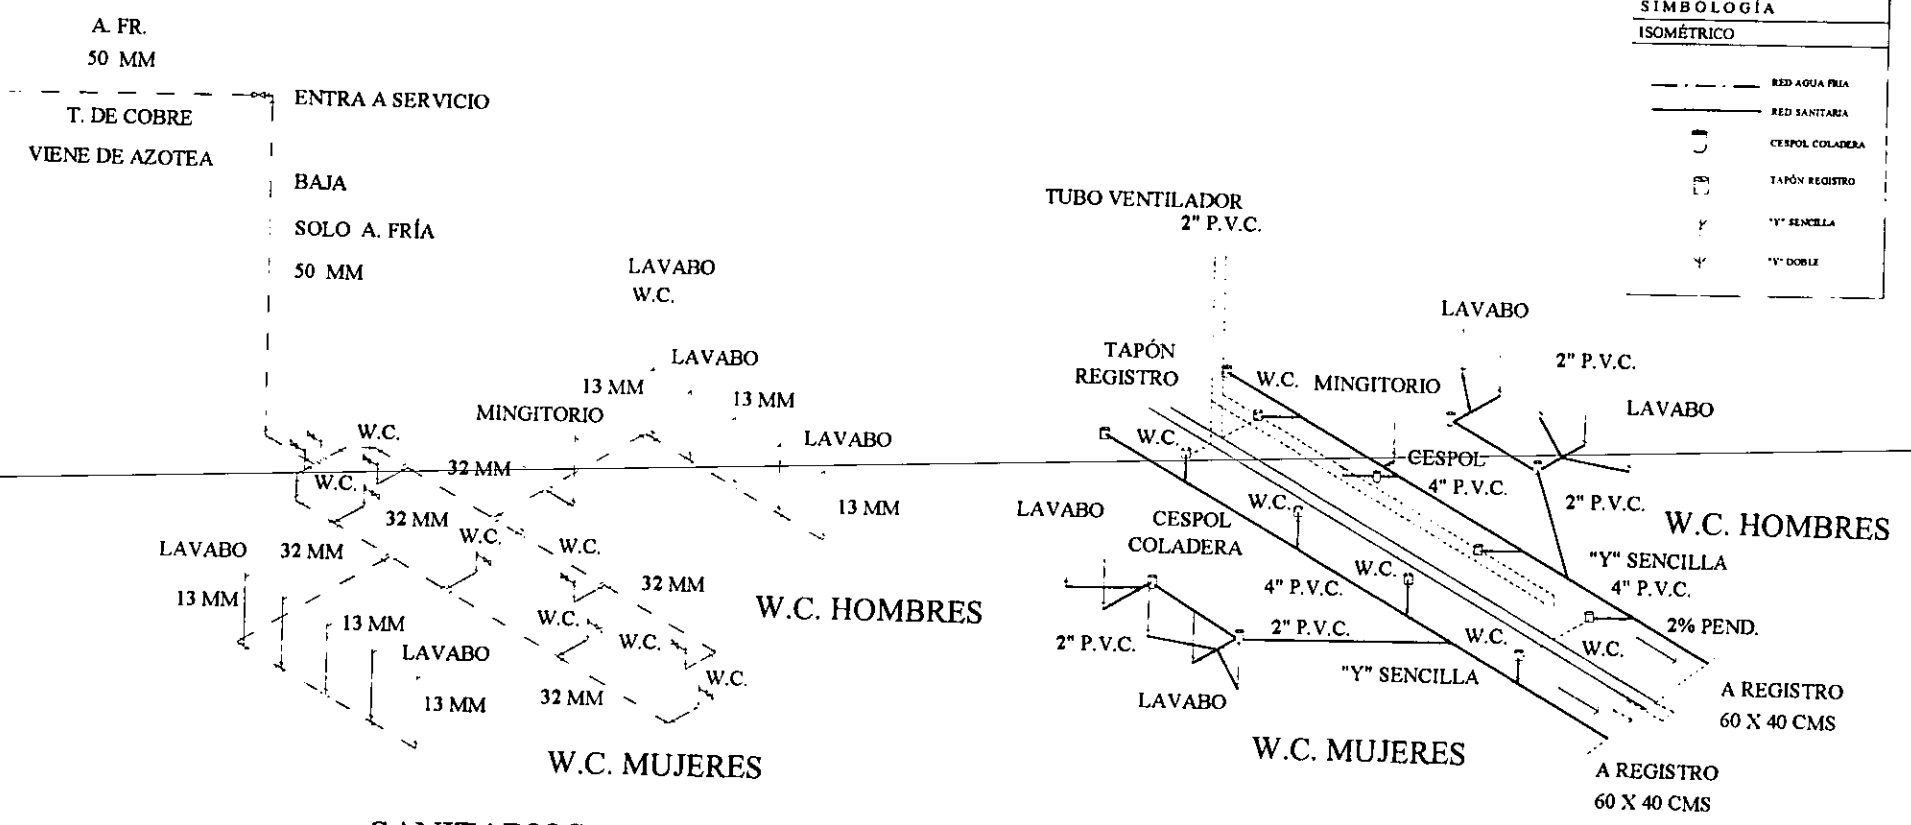 A. FR.
50 MM
T. DE COBRE
VIENE DE AZOTEA
ENTRA A SERVICIO
BAJA
SOLO A. FRÍA
50 MM
LAVABO
W.C.
LAVABO
13 MM
13 MM
MINGITORIO
LAVABO
W.C.
32 MM
W.C.
13 MM
32 MM
W.C.
W.C.
LAVABO
32 MM
32 MM
13 MM
W.C. HOMBRES
13 MM
W.C.
W.C.
LAVABO
W.C.
13 MM
32 MM
W.C. MUJERES
SIMBOLOGÍA
ISOMÉTRICO
RED AGUA FRIA
RED SANITARIA
CESPOL COLADERA
TAPÓN REGISTRO
"Y" SENCILLA
"Y" DOBLE
TUBO VENTILADOR
2" P.V.C.
LAVABO
TAPÓN
REGISTRO
2" P.V.C.
W.C.
MINGITORIO
LAVABO
W.C.
CESPOL
4" P.V.C.
2" P.V.C.
LAVABO
W.C.
CESPOL
COLADERA
W.C. HOMBRES
"Y" SENCILLA
W.C.
4" P.V.C.
4" P.V.C.
2" P.V.C.
2" P.V.C.
W.C.
2% PEND.
W.C.
"Y" SENCILLA
LAVABO
A REGISTRO
60 X 40 CMS
W.C. MUJERES
A REGISTRO
60 X 40 CMS